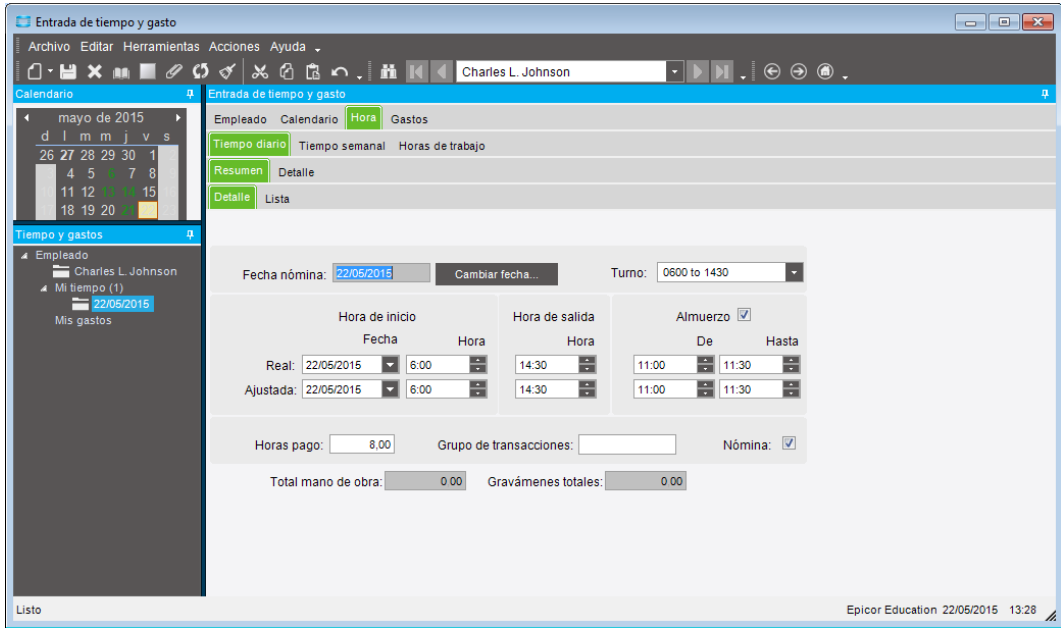 Entrada de tiempo y gasto
Archivo Editar Herramientas Acciones Ayuda
Charles L. Johnson
Calendario
mayo de 2015
d l m m j v s
26 27 28 29 30 1
4 5 6 7 8
11 12 13 14 15
18 19 20 21
Tiempo y gastos
Empleado
Charles L. Johnson
Mi tiempo (1)
22/05/2015
Mis gastos
Entrada de tiempo y gasto
Empleado Calendario Hora Gastos
Tiempo diario Tiempo semanal Horas de trabajo
Resumen Detalle
Detalle Lista
Fecha nómina: 22/05/2015 Cambiar fecha... Turno: 0600 to 1430
Hora de inicio Hora de salida Almuerzo
Fecha Hora Hora De Hasta
Real: 22/05/2015 6:00 14:30 11:00 11:30
Ajustada: 22/05/2015 6:00 14:30 11:00 11:30
Horas pago: 8,00 Grupo de transacciones: Nómina:
Total mano de obra: 0.00 Gravámenes totales: 0.00
Listo Epicor Education 22/05/2015 13:28